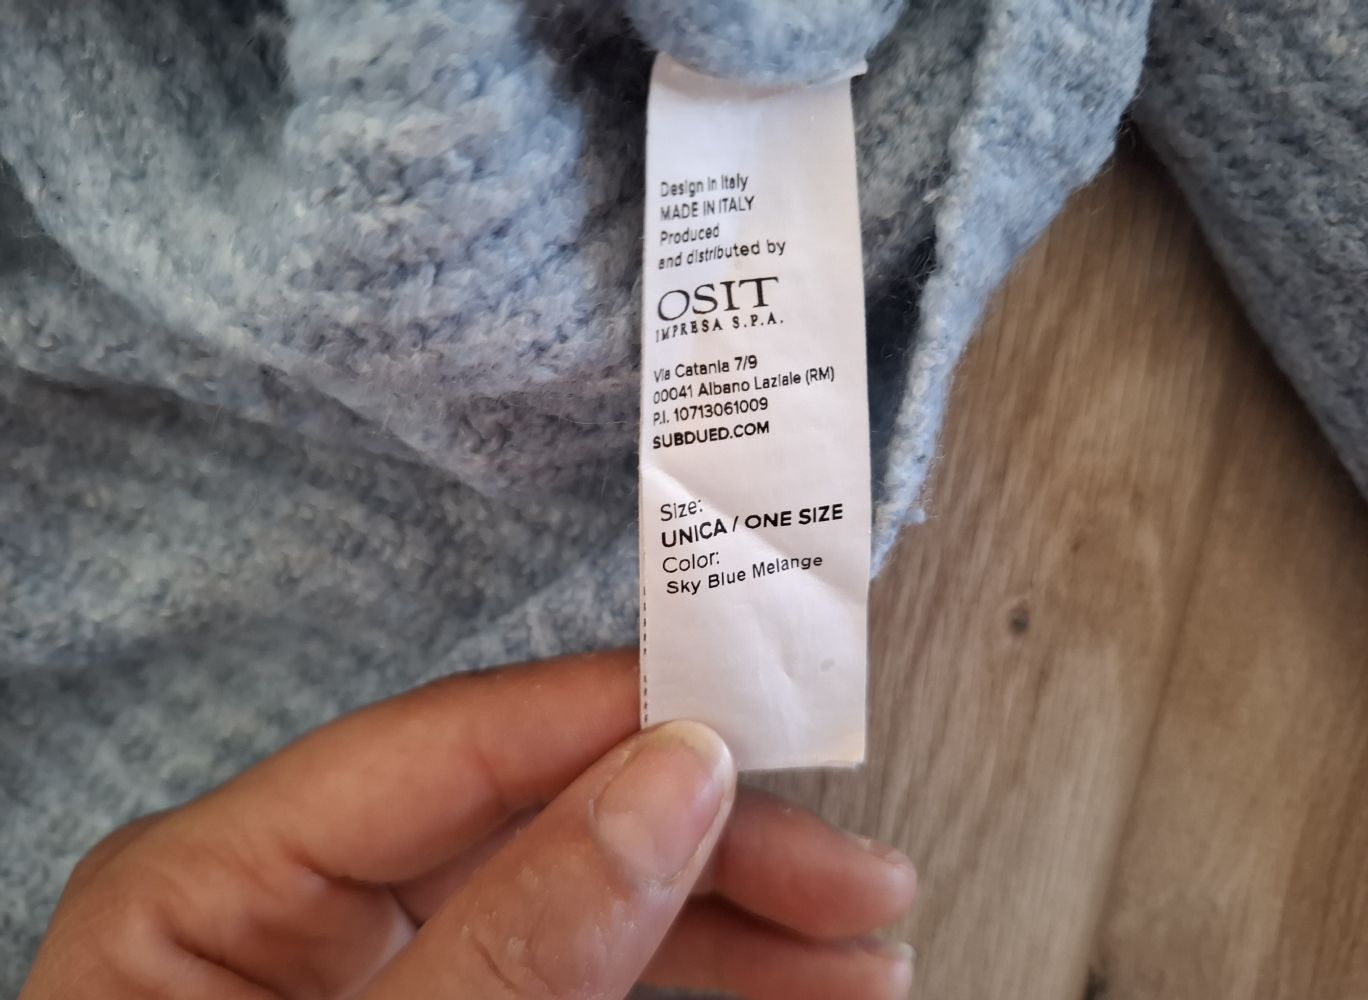 Design in Italy
MADE IN ITALY
Produced
and distributed by
OSIT
IMPRESA S.P.A.
Via Catania 7/9
00041 Albano Laziale (RM)
P.I. 10713061009
SUBDUED.COM
Size:
UNICA / ONE SIZE
Color:
Sky Blue Melange